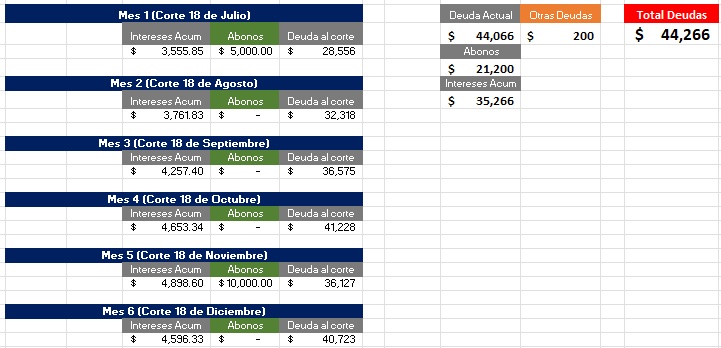 Mes 1 (Corte 18 de Julio)
Intereses Acum Abonos Deuda al corte
$ 3,555.85 $ 5,000.00 $ 28,556
Mes 2 (Corte 18 de Agosto)
Intereses Acum Abonos Deuda al corte
$ 3,761.83 $ - $ 32,318
Mes 3 (Corte 18 de Septiembre)
Intereses Acum Abonos Deuda al corte
$ 4,257.40 $ - $ 36,575
Mes 4 (Corte 18 de Octubre)
Intereses Acum Abonos Deuda al corte
$ 4,653.34 $ - $ 41,228
Mes 5 (Corte 18 de Noviembre)
Intereses Acum Abonos Deuda al corte
$ 4,898.60 $ 10,000.00 $ 36,127
Mes 6 (Corte 18 de Diciembre)
Intereses Acum Abonos Deuda al corte
$ 4,596.33 $ - $ 40,723
Deuda Actual Otras Deudas
$ 44,066 $ 200
Abonos
$ 21,200
Intereses Acum
$ 35,266
Total Deudas
$ 44,266